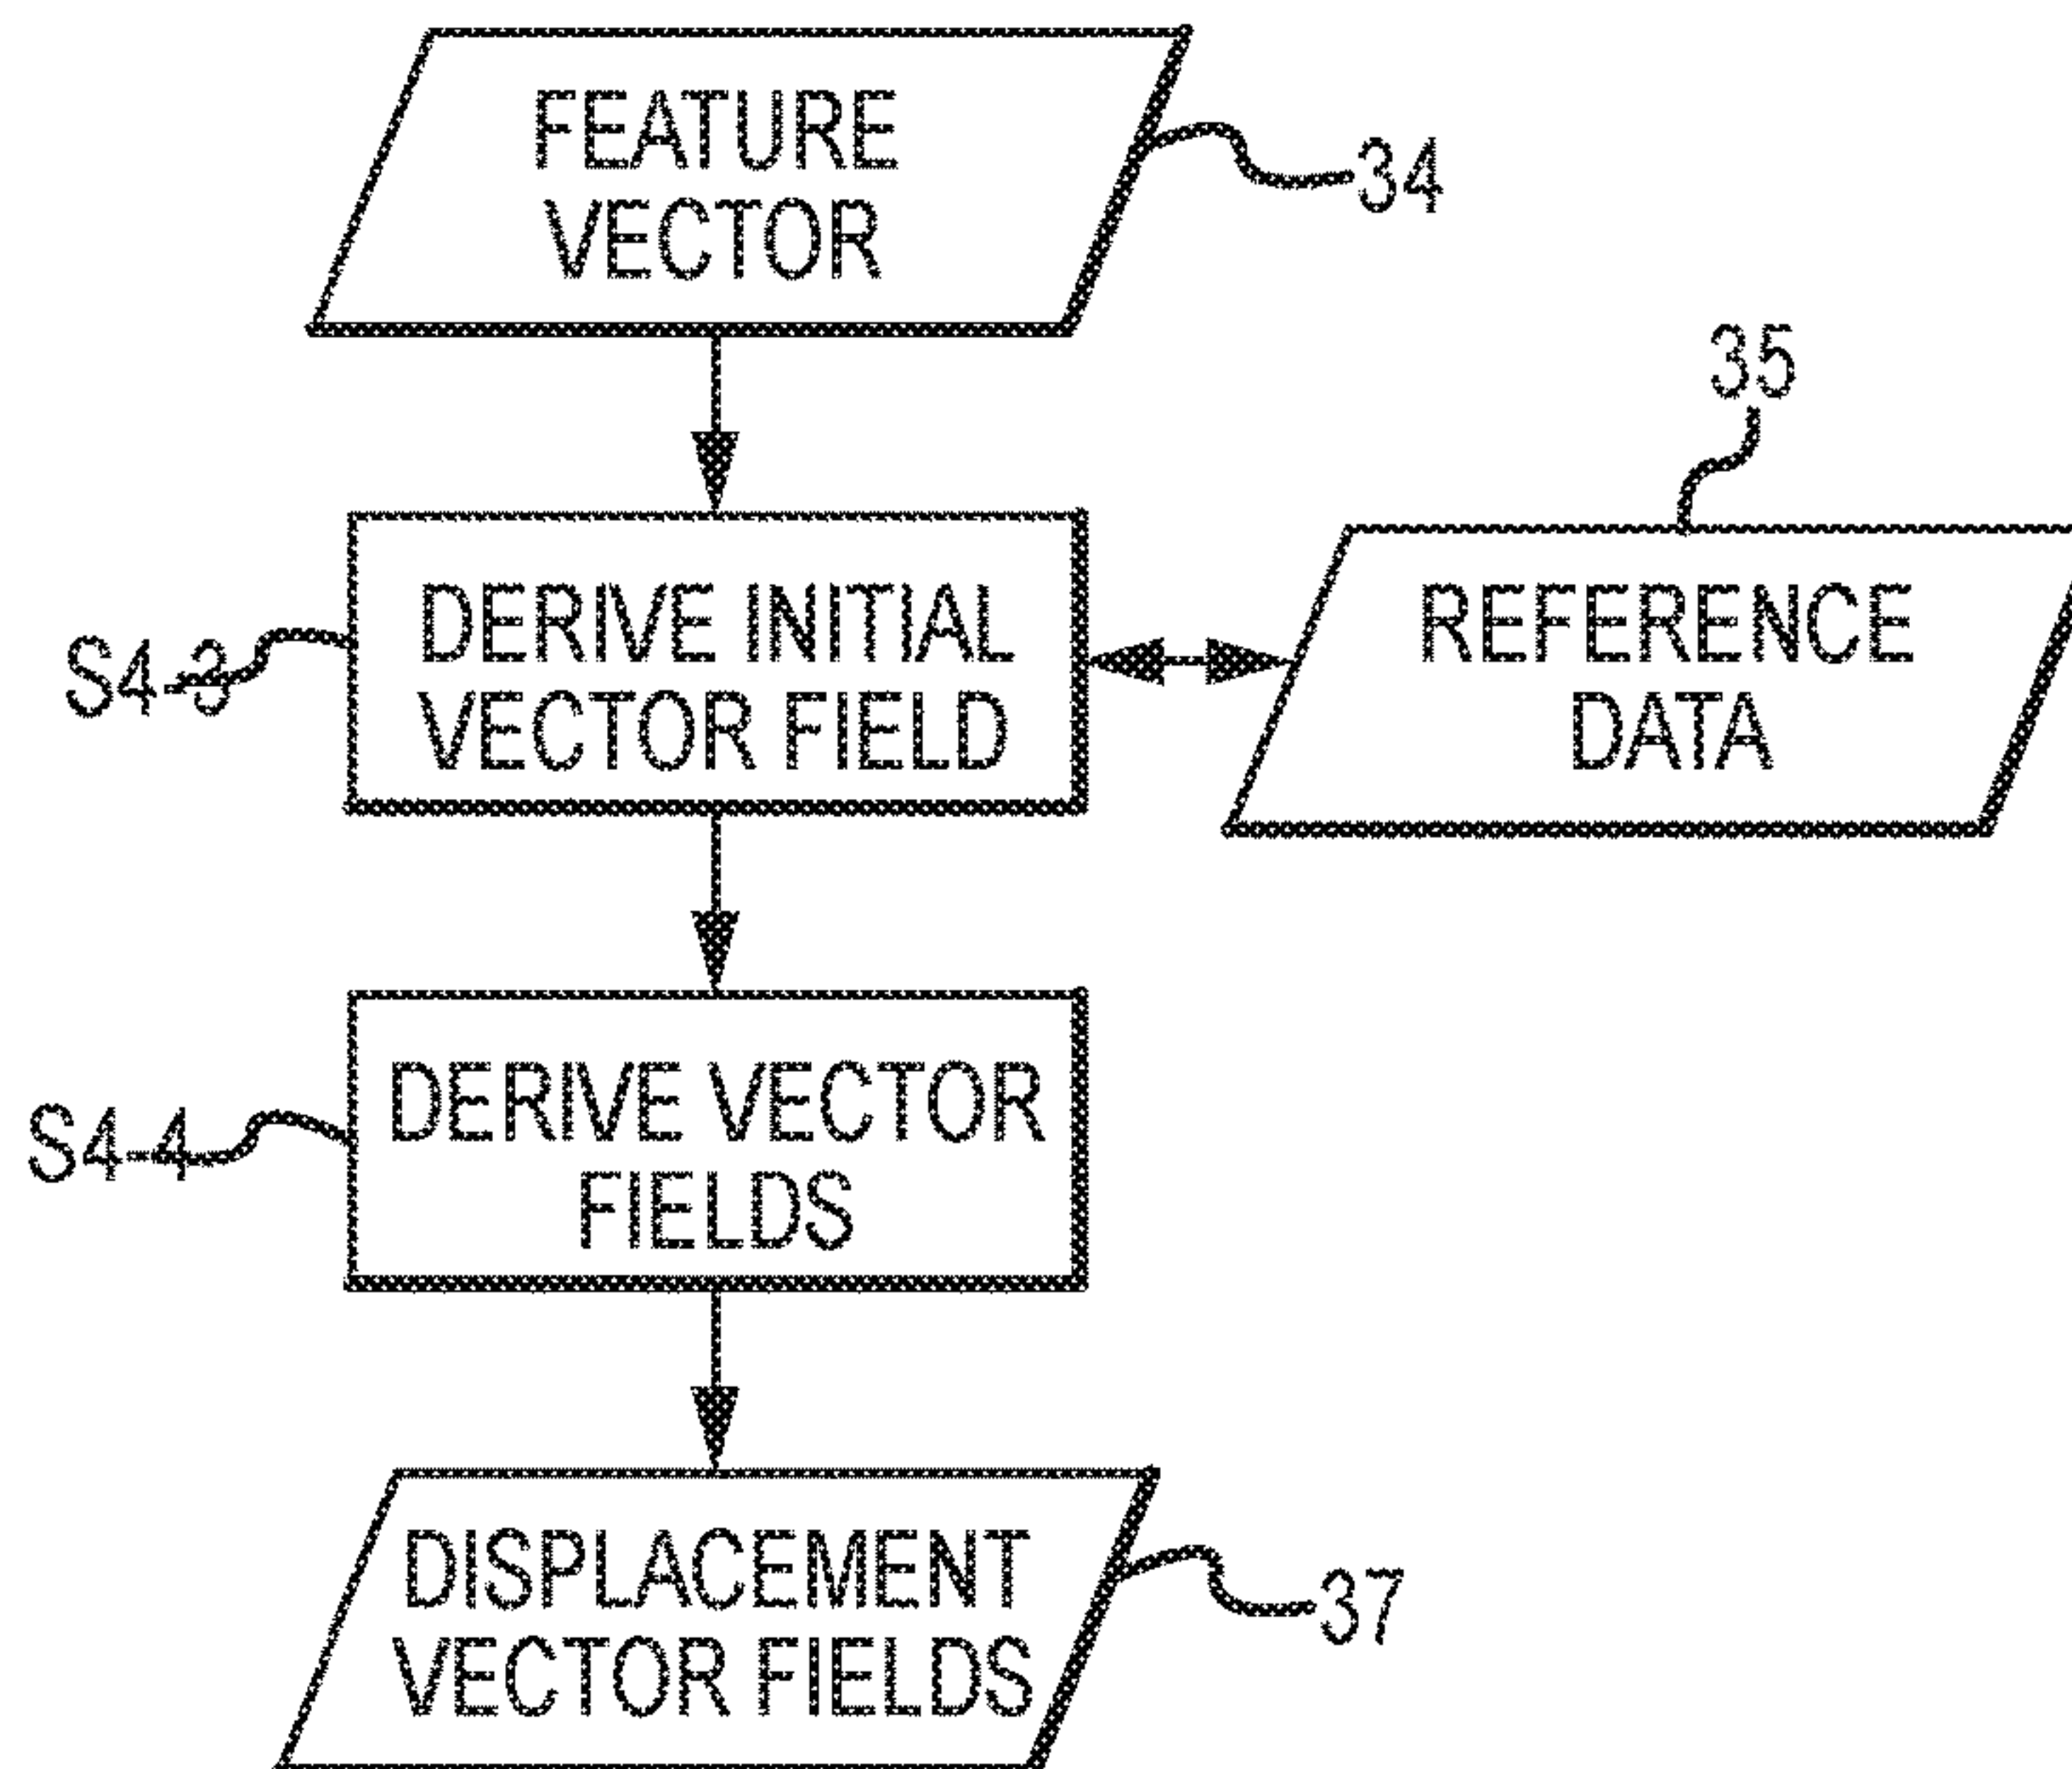 FEATURE
VECTOR
34
35
DERIVE INITIAL
VECTOR FIELD
S4-3
REFERENCE
DATA
DERIVE VECTOR
FIELDS
S4-4
DISPLACEMENT
VECTOR FIELDS
37